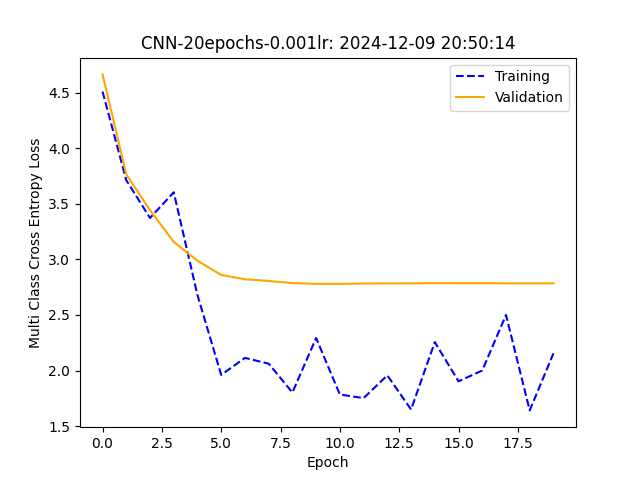 CNN-20epochs-0.001lr: 2024-12-09 20:50:14
Training
Validation
Multi Class Cross Entropy Loss
4.5
4.0
3.5
3.0
2.5
2.0
1.5
0.0 2.5 5.0 7.5 10.0 12.5 15.0 17.5
Epoch